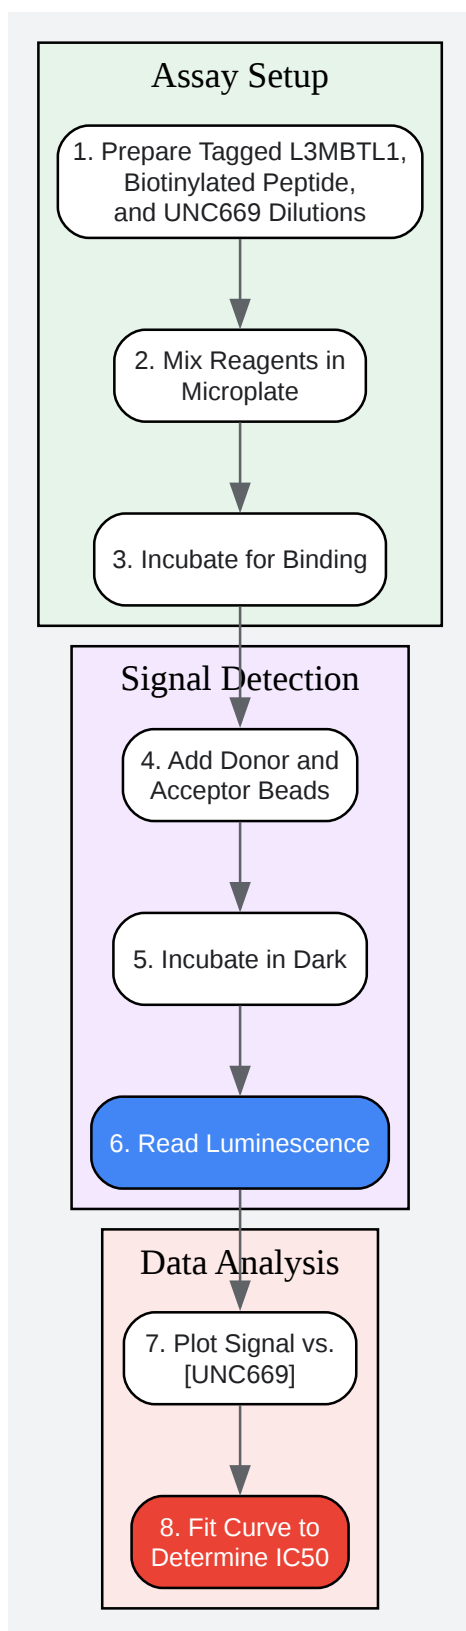 Assay Setup
1. Prepare Tagged L3MBTL1,
Biotinylated Peptide,
and UNC669 Dilutions
2. Mix Reagents in
Microplate
3. Incubate for Binding
Signal Detection
4. Add Donor and
Acceptor Beads
5. Incubate in Dark
6. Read Luminescence
Data Analysis
7. Plot Signal vs.
[UNC669]
8. Fit Curve to
Determine IC50